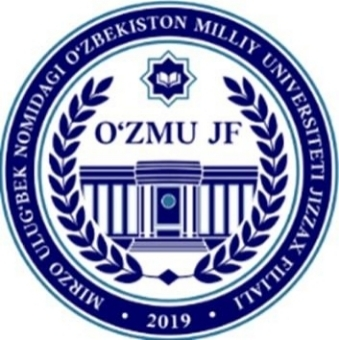 MIRZO ULUG‘BEK NOMIDAGI O‘ZBEKISTON MILLIY UNIVERSITETI JIZZAX FILIALI
O‘ZMU JF
• 2019 •